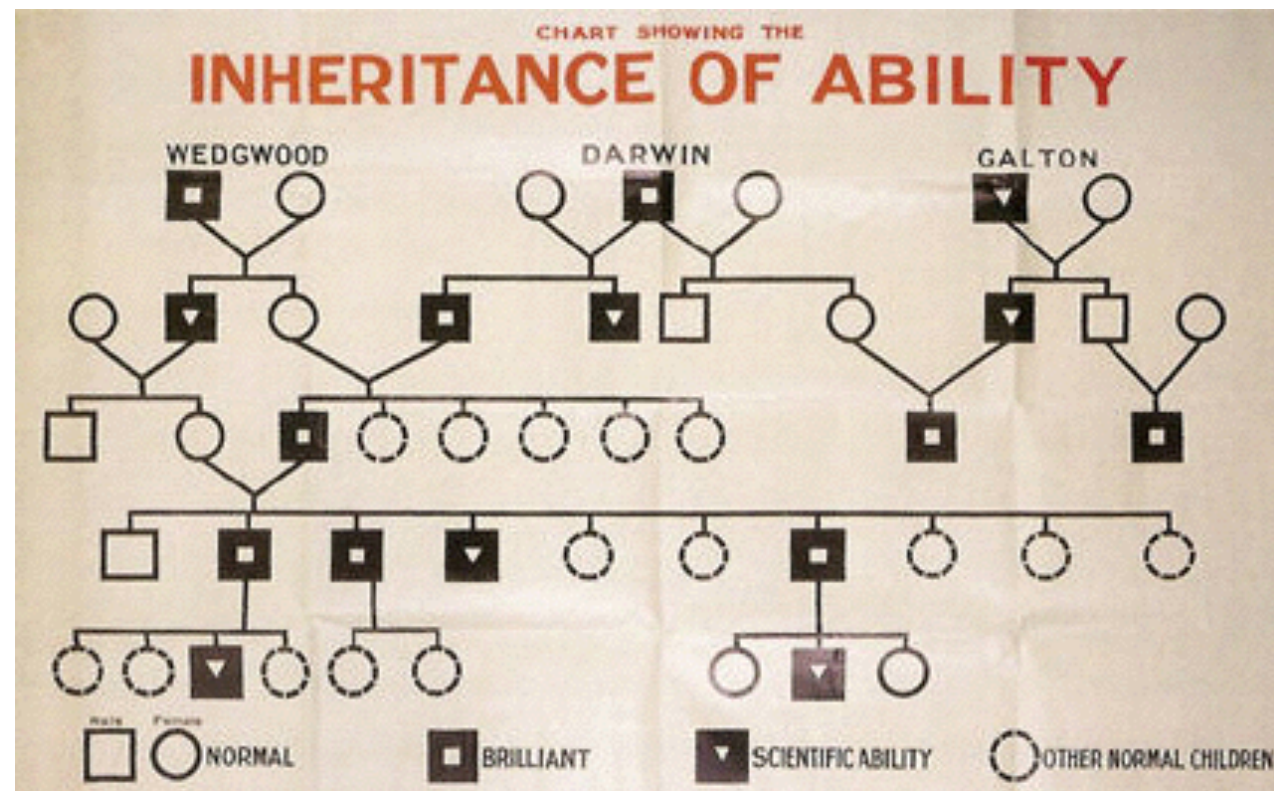 CHART SHOWING THE
INHERITANCE OF ABILITY
WEDGWOOD DARWIN GALTON
Male Female
NORMAL BRILLIANT SCIENTIFIC ABILITY OTHER NORMAL CHILDREN